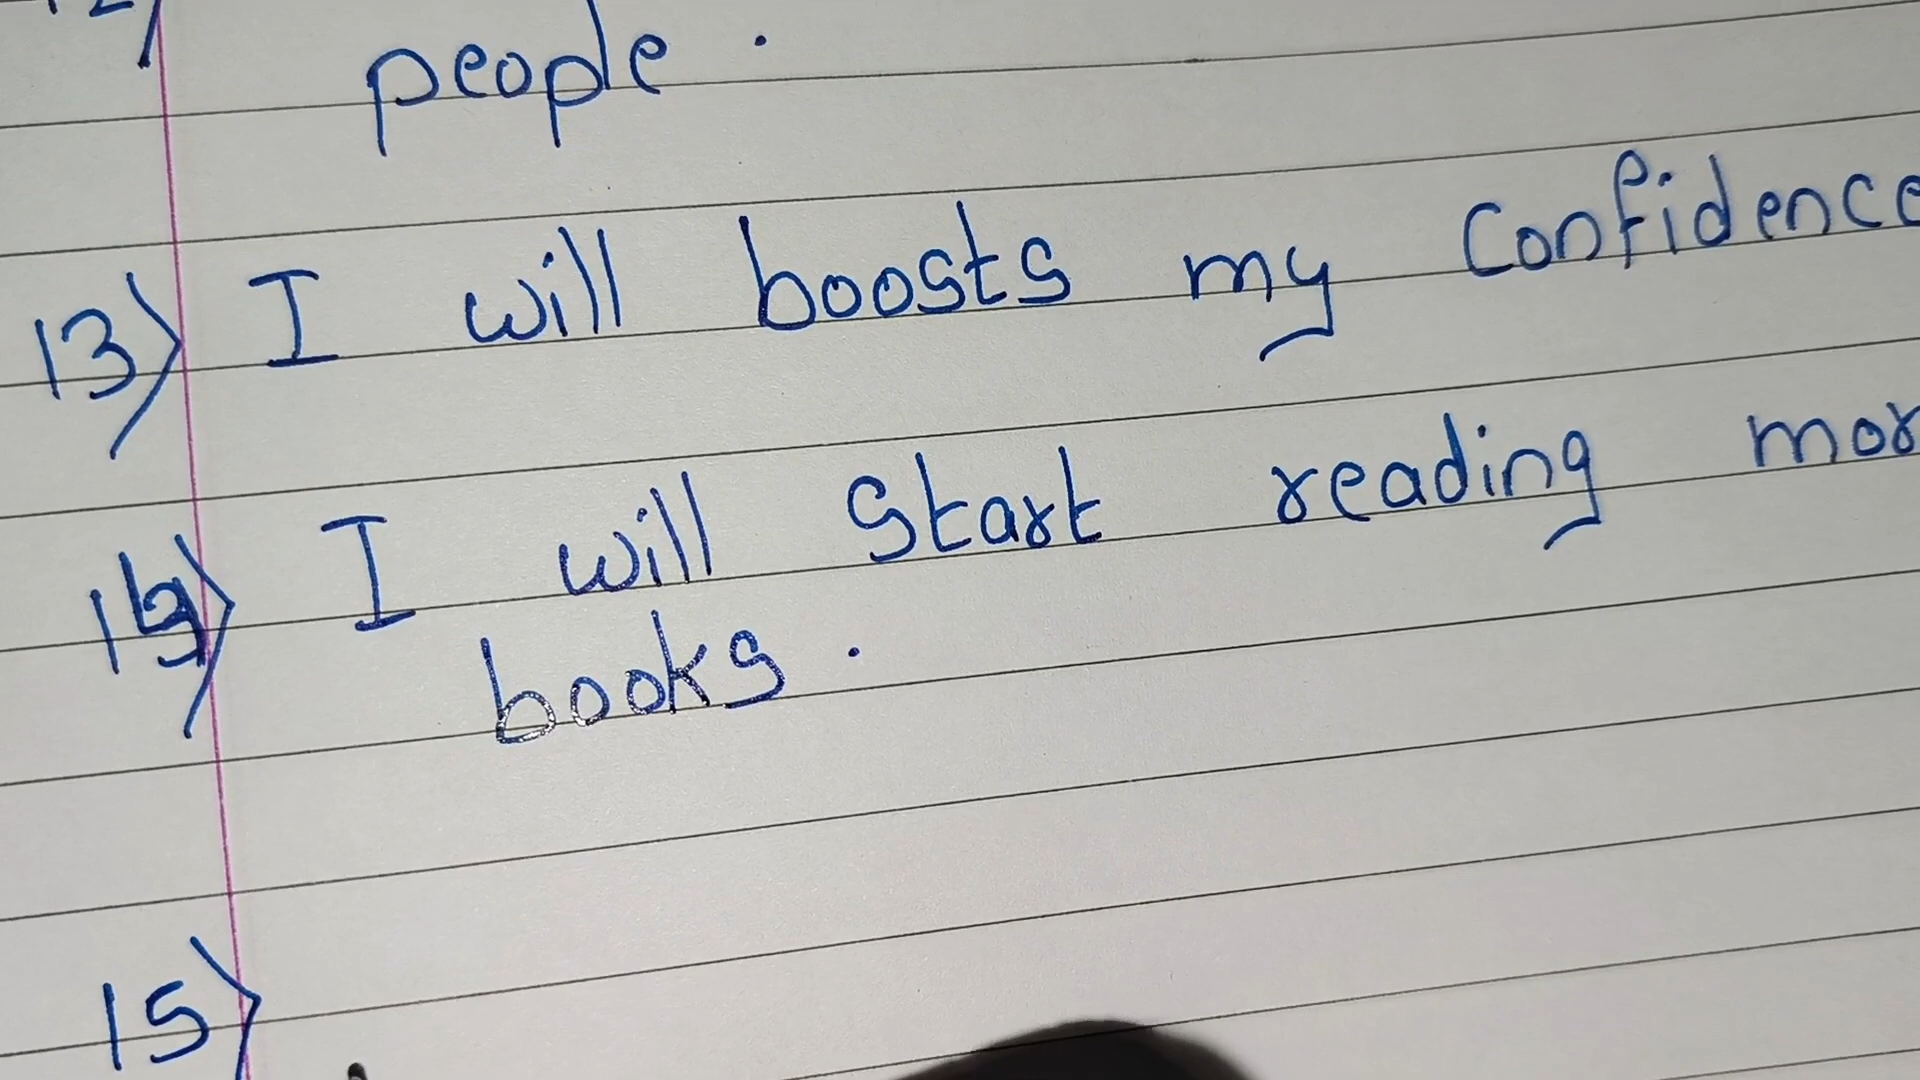 people.
13) I will boosts my confidence
14) I will start reading mor
books.
15)